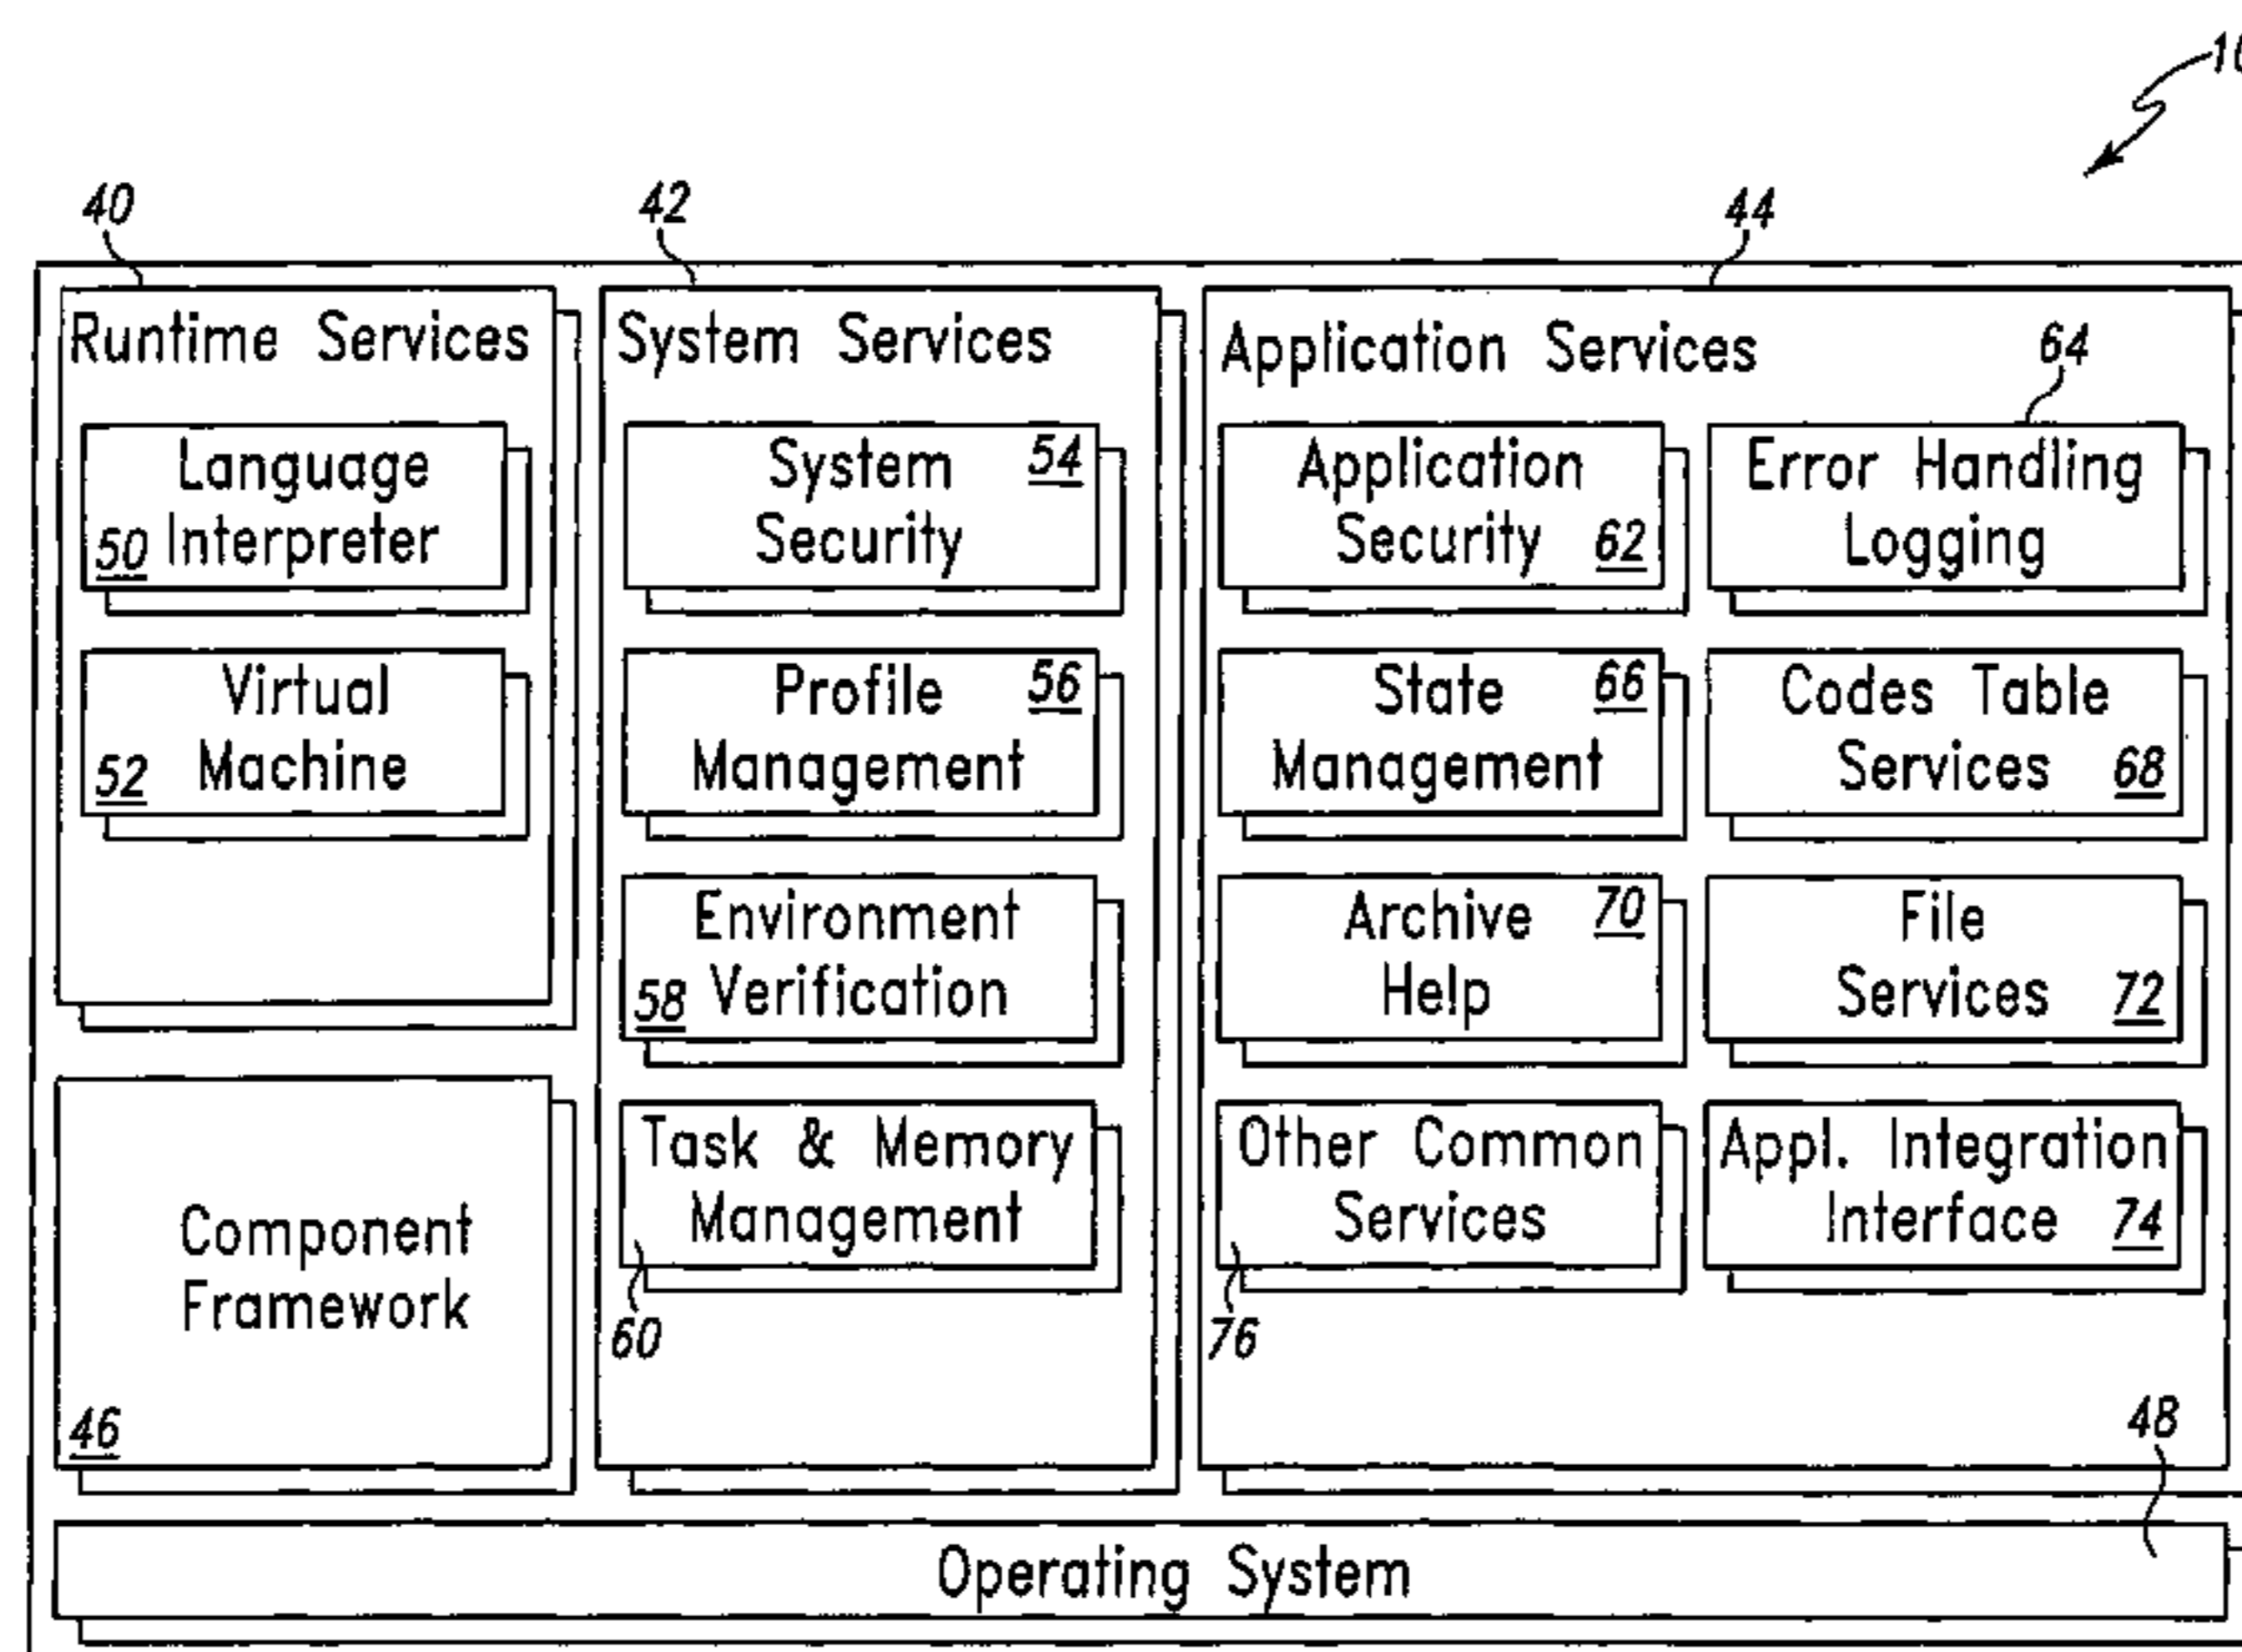 40
42
44
Runtime Services
Language
50 Interpreter
Virtual
52 Machine
Component
Framework
46
System Services
System 54
Security
Profile 56
Management
Environment
58 Verification
Task & Memory
Management
60
Application Services
64
Application
Security 62
Error Handling
Logging
State 66
Management
Codes Table
Services 68
Archive 70
Help
File
Services 72
Other Common
Services
76
Appl. Integration
Interface 74
48
Operating System